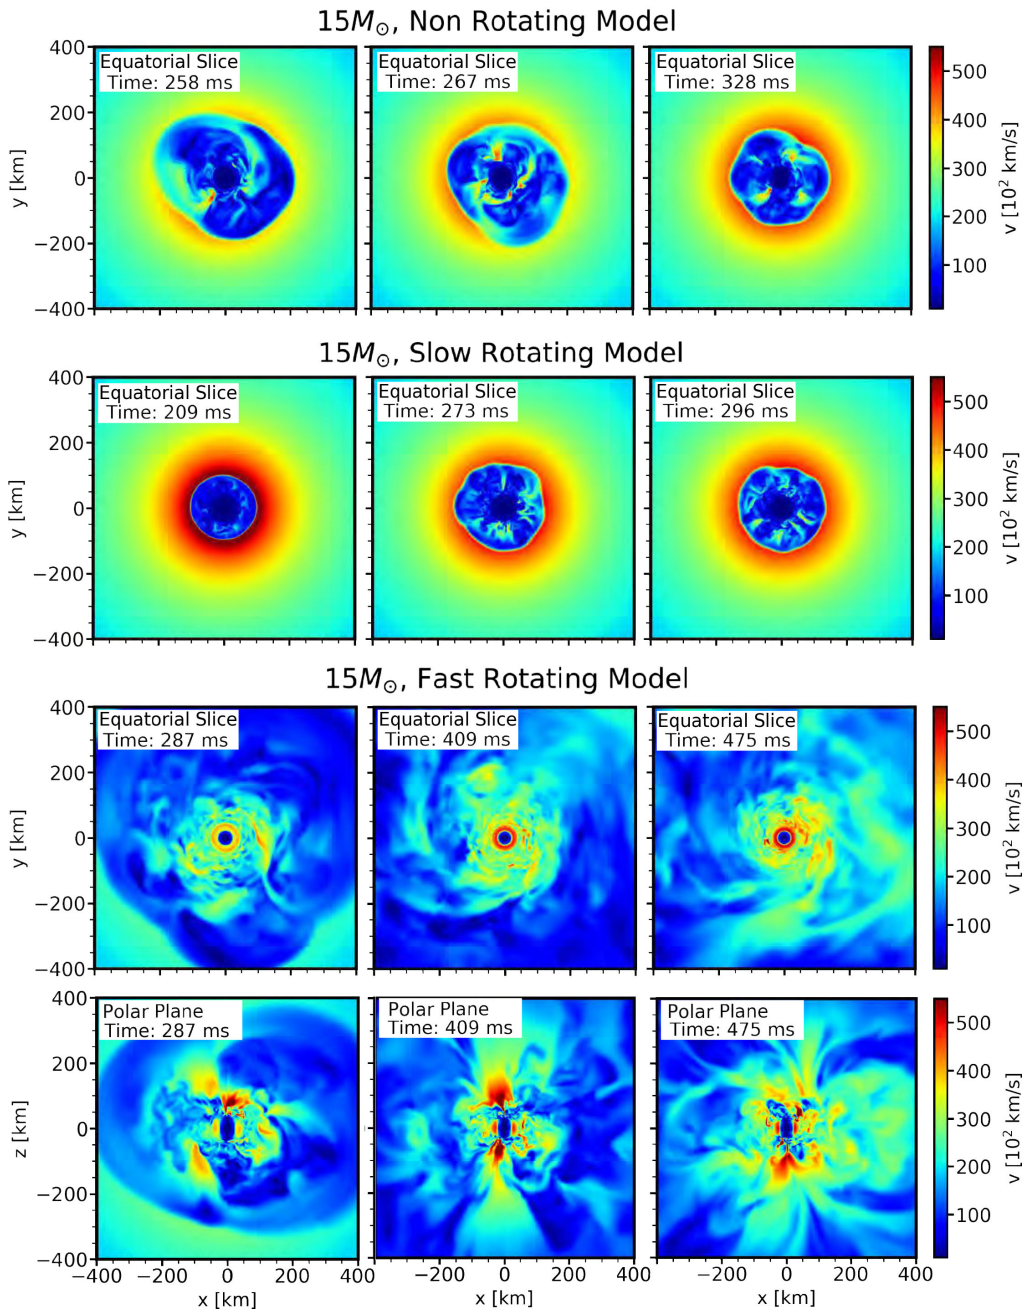 15M⊙, Non Rotating Model
Equatorial Slice
Time: 258 ms
Equatorial Slice
Time: 267 ms
Equatorial Slice
Time: 328 ms
400
200
0
−200
−400
y [km]
500
400
300
200
100
v [10² km/s]
15M⊙, Slow Rotating Model
Equatorial Slice
Time: 209 ms
Equatorial Slice
Time: 273 ms
Equatorial Slice
Time: 296 ms
400
200
0
−200
−400
y [km]
500
400
300
200
100
v [10² km/s]
15M⊙, Fast Rotating Model
Equatorial Slice
Time: 287 ms
Equatorial Slice
Time: 409 ms
Equatorial Slice
Time: 475 ms
400
200
0
−200
−400
y [km]
500
400
300
200
100
v [10² km/s]
Polar Plane
Time: 287 ms
Polar Plane
Time: 409 ms
Polar Plane
Time: 475 ms
400
200
0
−200
−400
z [km]
500
400
300
200
100
v [10² km/s]
−400 −200 0 200 400
−200 0 200 400
−200 0 200 400
x [km]
x [km]
x [km]